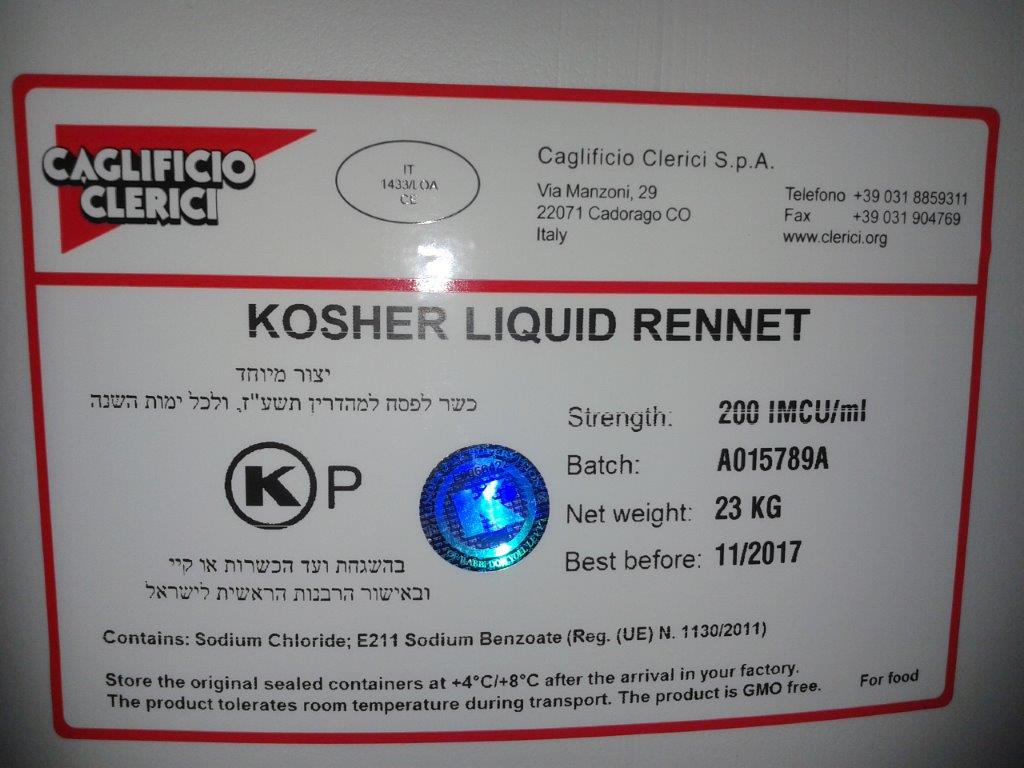 CAGLIFICIO
CLERICI
IT
1433/LOA
CE
Caglificio Clerici S.p.A.
Via Manzoni, 29
22071 Cadorago CO
Italy
Telefono +39 031 8859311
Fax +39 031 904769
www.clerici.org
KOSHER LIQUID RENNET
יצור מיוחד
כשר לפסח למהדרין תשע"ז, ולכל ימות השנה
K P
K
בהשגחת ועד הכשרות או קיי
ובאישור הרבנות הראשית לישראל
Strength: 200 IMCU/ml
Batch: A015789A
Net weight: 23 KG
Best before: 11/2017
Contains: Sodium Chloride; E211 Sodium Benzoate (Reg. (UE) N. 1130/2011)
Store the original sealed containers at +4°C/+8°C after the arrival in your factory.
The product tolerates room temperature during transport. The product is GMO free.
For food